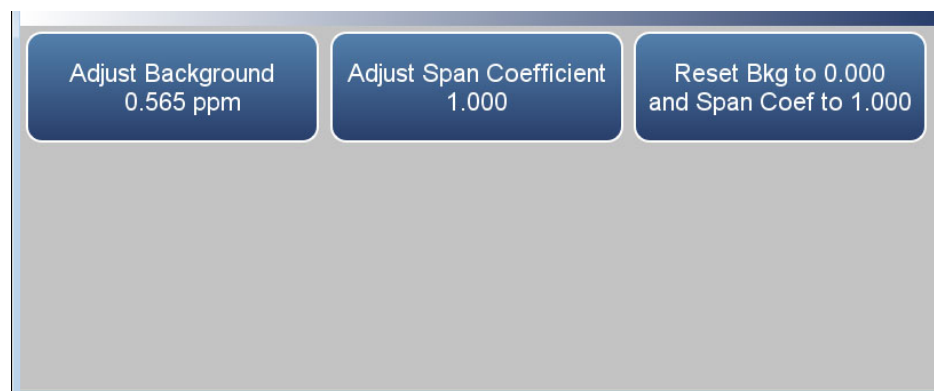 Adjust Background
0.565 ppm
Adjust Span Coefficient
1.000
Reset Bkg to 0.000
and Span Coef to 1.000